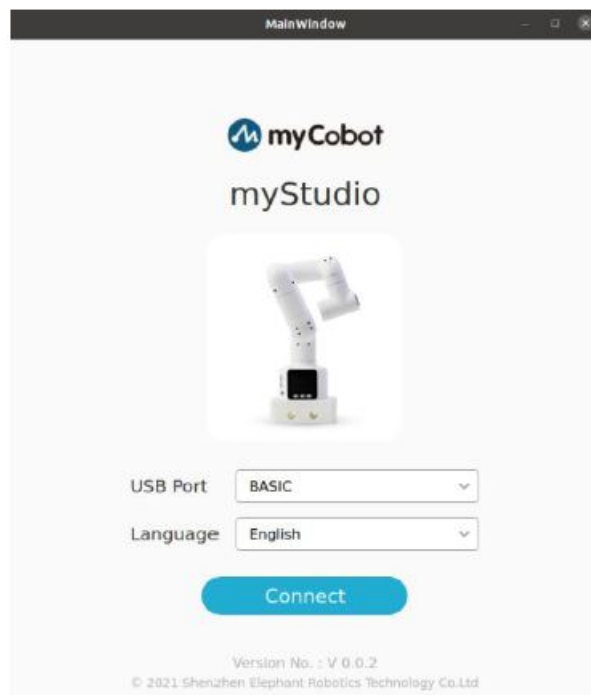 MainWindow
myCobot
myStudio
USB Port BASIC
Language English
Connect
Version No. : V 0.0.2
© 2021 Shenzhen Elephant Robotics Technology Co.Ltd